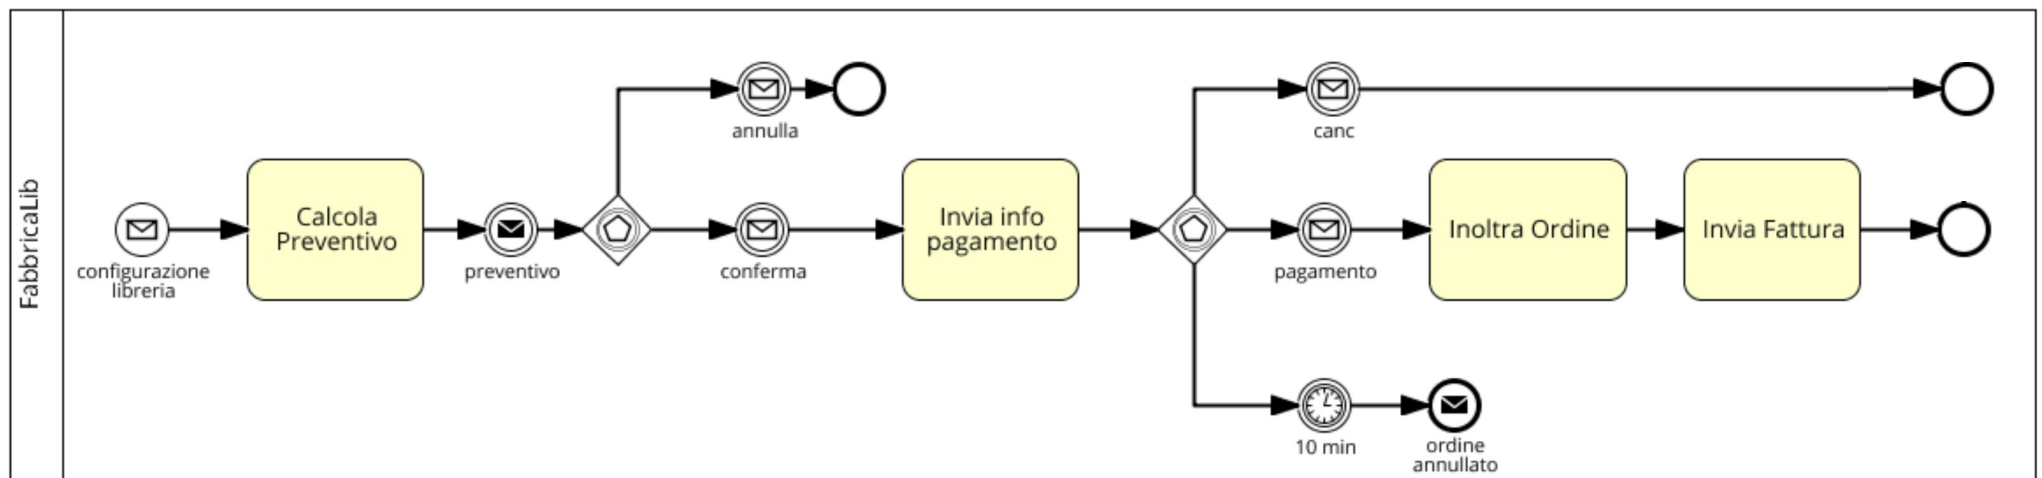 FabbricaLib
configurazione
libreria
Calcola
Preventivo
preventivo
annulla
conferma
Invia info
pagamento
canc
pagamento
Inoltra Ordine
Invia Fattura
10 min
ordine
annullato